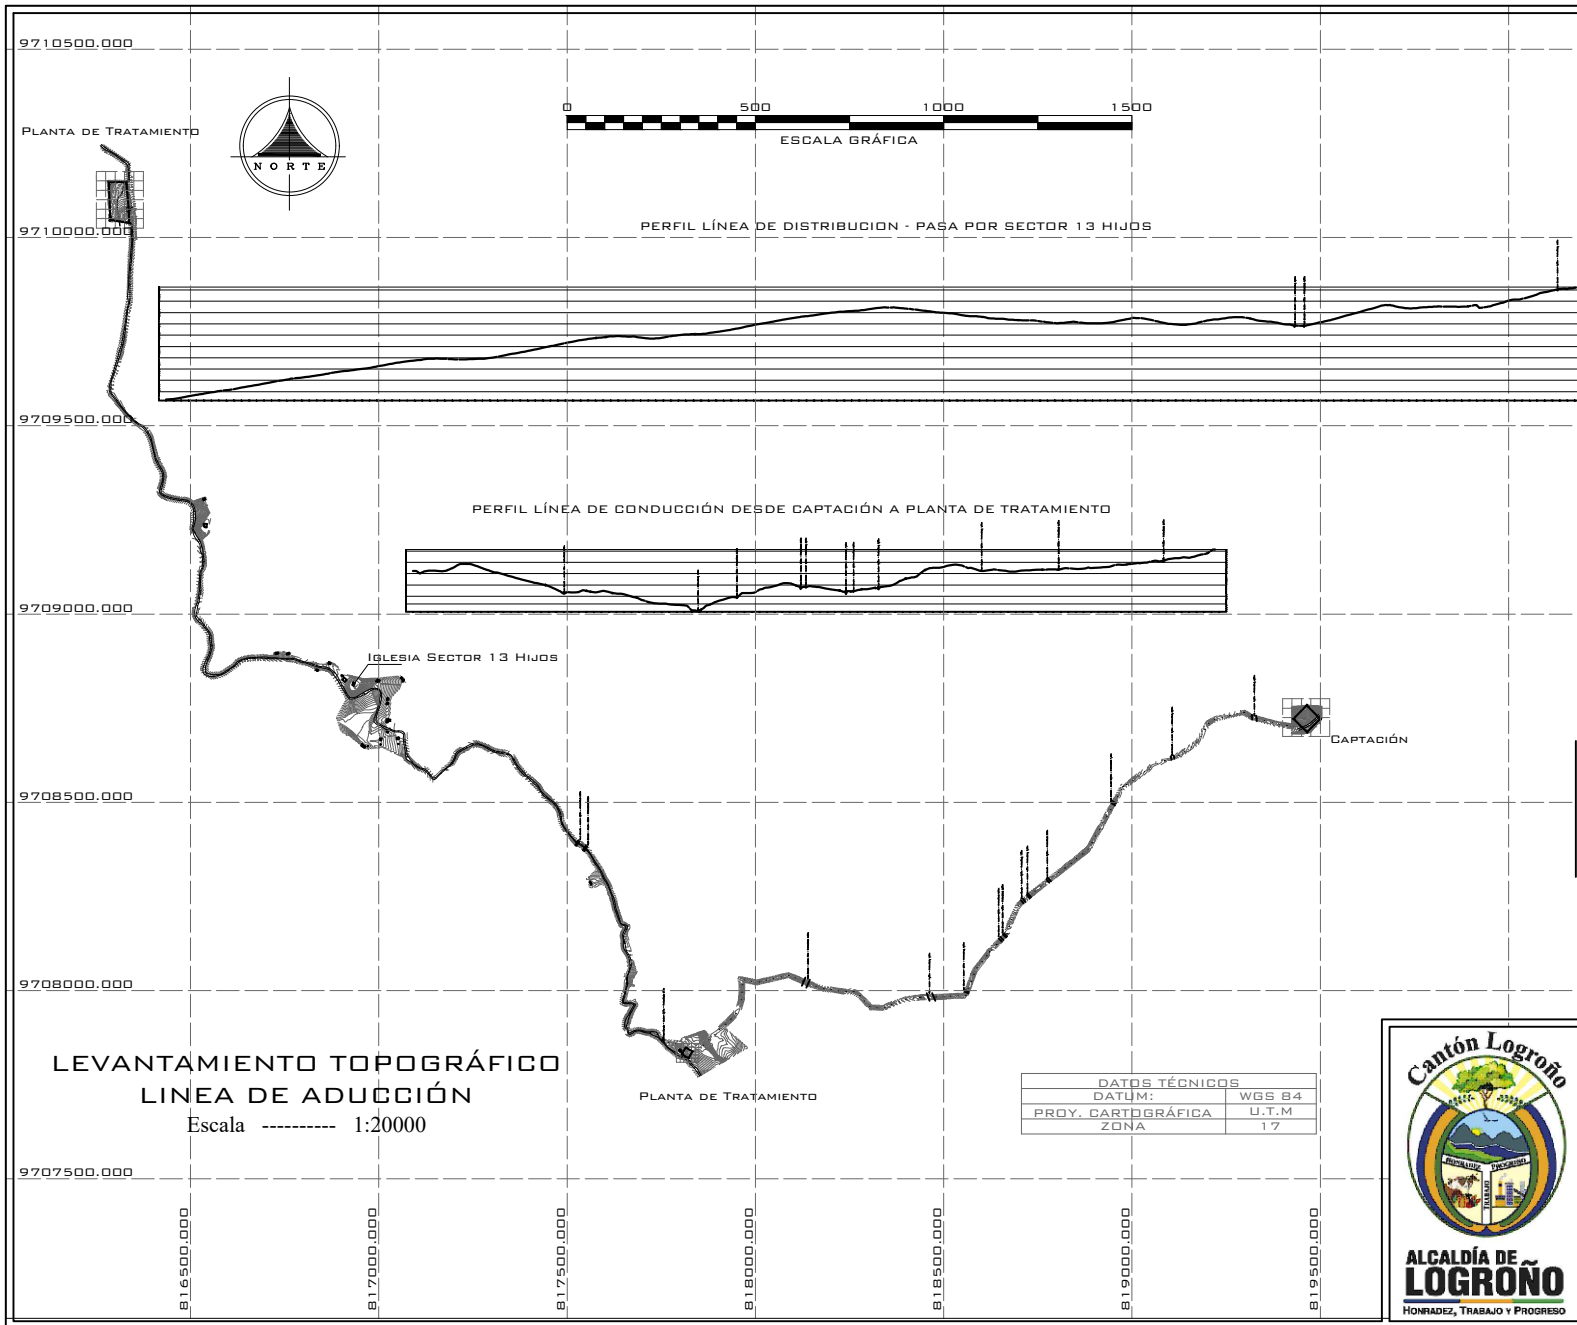 9710500.000
PLANTA DE TRATAMIENTO
NORTE
0 500 1000 1500
ESCALA GRÁFICA
9710000.000
PERFIL LÍNEA DE DISTRIBUCION - PASA POR SECTOR 13 HIJOS
9709500.000
PERFIL LÍNEA DE CONDUCCIÓN DESDE CAPTACIÓN A PLANTA DE TRATAMIENTO
9709000.000
IGLESIA SECTOR 13 HIJOS
CAPTACIÓN
9708500.000
9708000.000
LEVANTAMIENTO TOPOGRÁFICO
LINEA DE ADUCCIÓN
Escala ---------- 1:20000
PLANTA DE TRATAMIENTO
DATOS TÉCNICOS
DATUM: WGS 84
PROY. CARTOGRÁFICA U.T.M
ZONA 17
9707500.000
816500.000
817000.000
817500.000
818000.000
818500.000
819000.000
819500.000
Cantón Logroño
HONRADEZ PROGRESO
TRABAJO
ALCALDÍA DE
LOGROÑO
HONRADEZ, TRABAJO Y PROGRESO